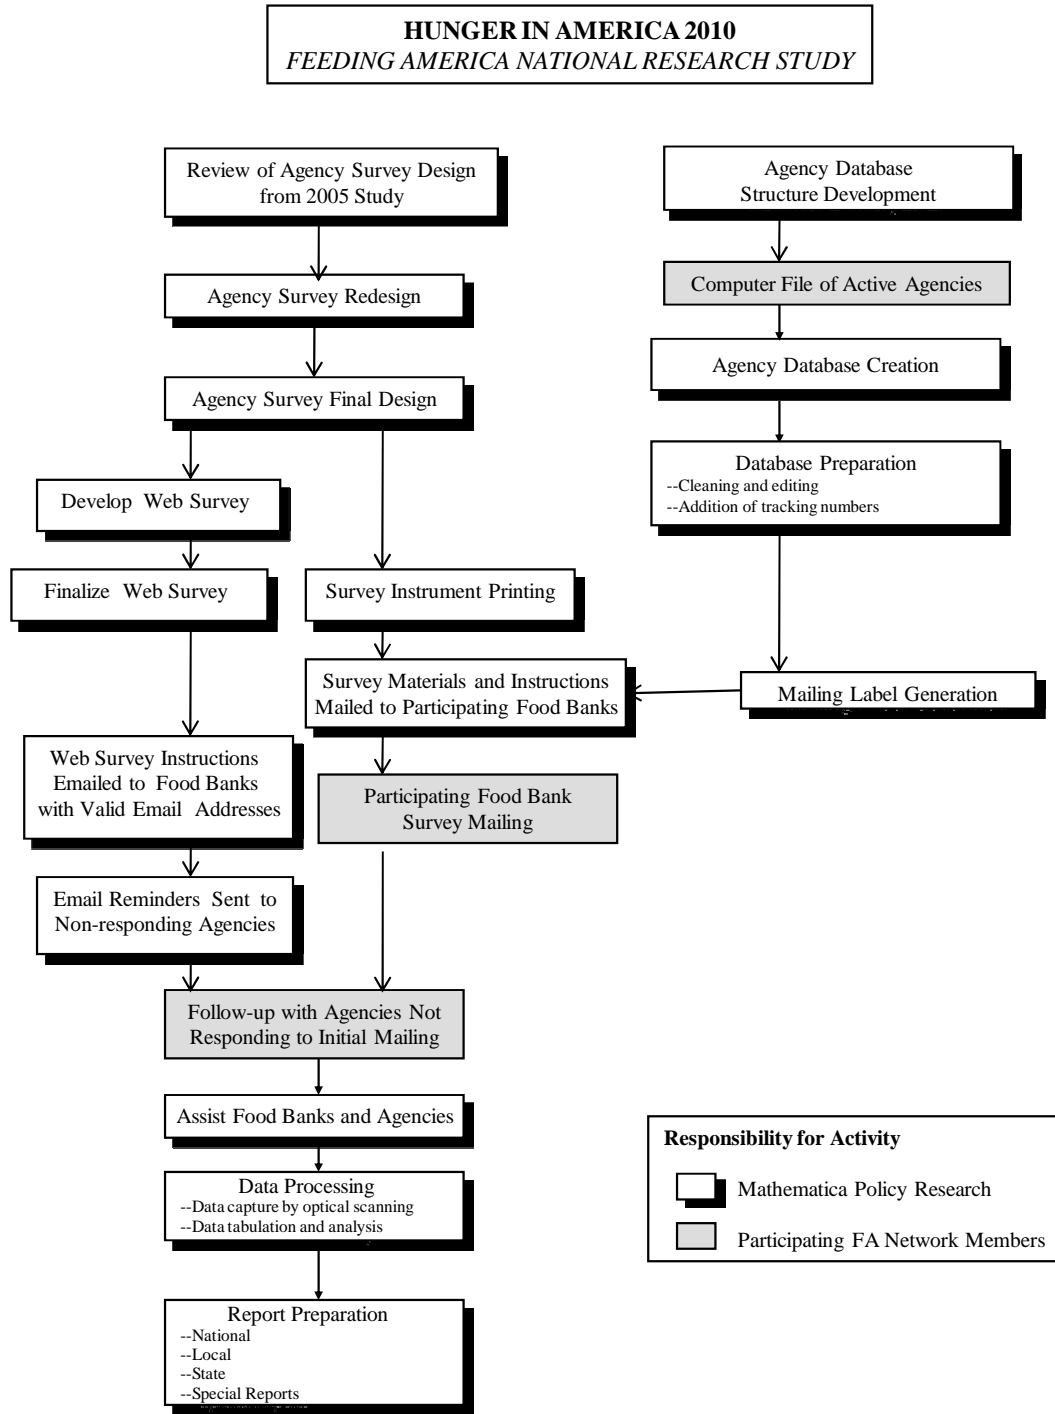 HUNGER IN AMERICA 2010
FEEDING AMERICA NATIONAL RESEARCH STUDY
Review of Agency Survey Design
from 2005 Study
Agency Survey Redesign
Agency Survey Final Design
Develop Web Survey
Finalize Web Survey
Web Survey Instructions
Emailed to Food Banks
with Valid Email Addresses
Email Reminders Sent to
Non-responding Agencies
Survey Instrument Printing
Survey Materials and Instructions
Mailed to Participating Food Banks
Participating Food Bank
Survey Mailing
Agency Database
Structure Development
Computer File of Active Agencies
Agency Database Creation
Database Preparation
--Cleaning and editing
--Addition of tracking numbers
Mailing Label Generation
Follow-up with Agencies Not
Responding to Initial Mailing
Assist Food Banks and Agencies
Data Processing
--Data capture by optical scanning
--Data tabulation and analysis
Report Preparation
--National
--Local
--State
--Special Reports
Responsibility for Activity
Mathematica Policy Research
Participating FA Network Members